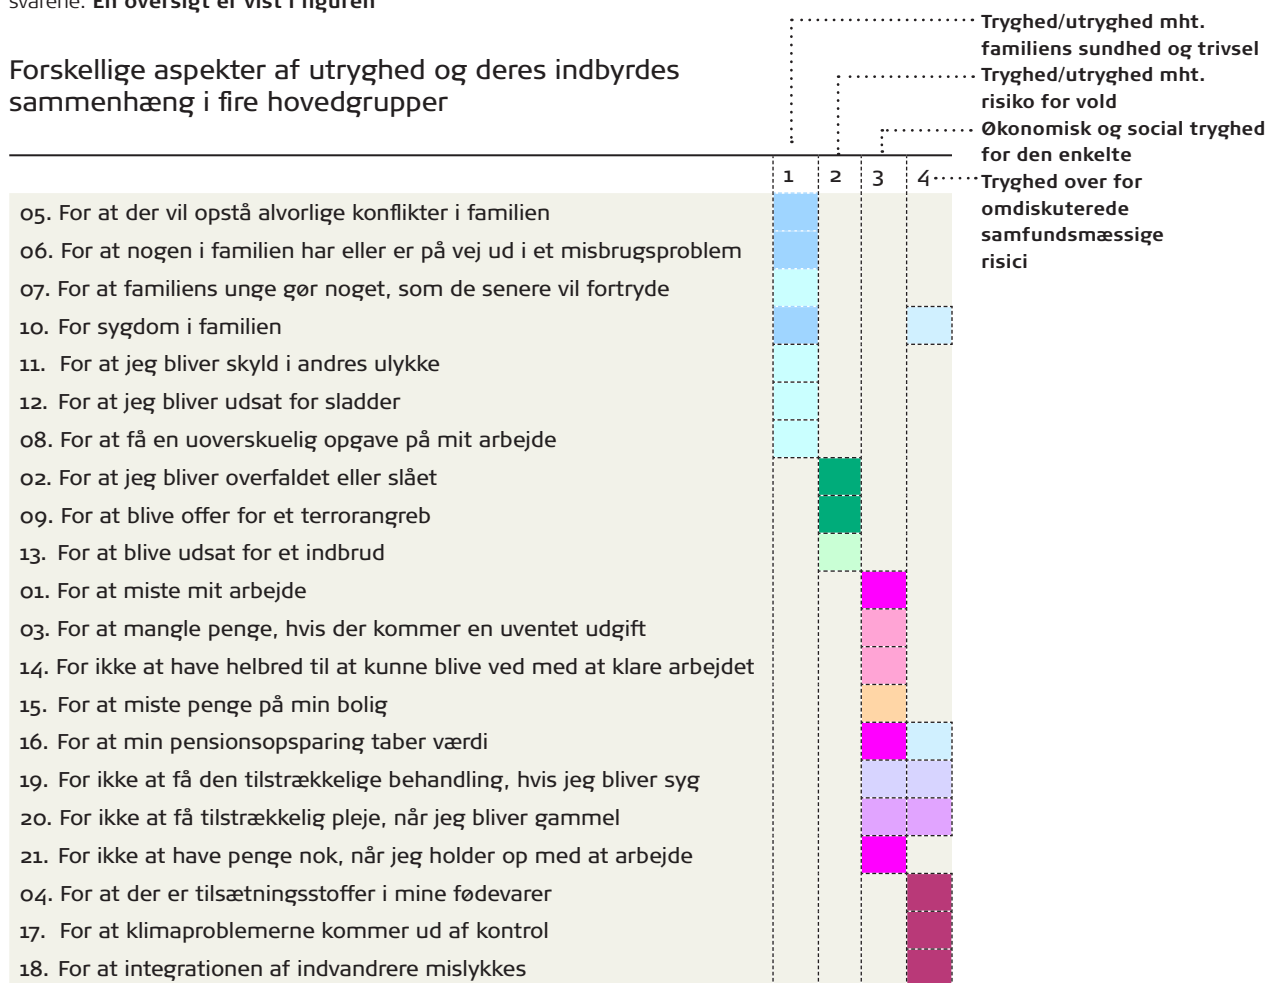 svarene. En oversigt er vist i figuren
Forskellige aspekter af utryghed og deres indbyrdes
sammenhæng i fire hovedgrupper
Tryghed/utryghed mht.
familiens sundhed og trivsel
Tryghed/utryghed mht.
risiko for vold
Økonomisk og social tryghed
for den enkelte
Tryghed over for
omdiskuterede
samfundsmæssige
risici
1 2 3 4
05. For at der vil opstå alvorlige konflikter i familien
06. For at nogen i familien har eller er på vej ud i et misbrugsproblem
07. For at familiens unge gør noget, som de senere vil fortryde
10. For sygdom i familien
11. For at jeg bliver skyld i andres ulykke
12. For at jeg bliver udsat for sladder
08. For at få en uoverskuelig opgave på mit arbejde
02. For at jeg bliver overfaldet eller slået
09. For at blive offer for et terrorangreb
13. For at blive udsat for et indbrud
01. For at miste mit arbejde
03. For at mangle penge, hvis der kommer en uventet udgift
14. For ikke at have helbred til at kunne blive ved med at klare arbejdet
15. For at miste penge på min bolig
16. For at min pensionsopsparing taber værdi
19. For ikke at få den tilstrækkelige behandling, hvis jeg bliver syg
20. For ikke at få tilstrækkelig pleje, når jeg bliver gammel
21. For ikke at have penge nok, når jeg holder op med at arbejde
04. For at der er tilsætningsstoffer i mine fødevarer
17. For at klimaproblemerne kommer ud af kontrol
18. For at integrationen af indvandrere mislykkes